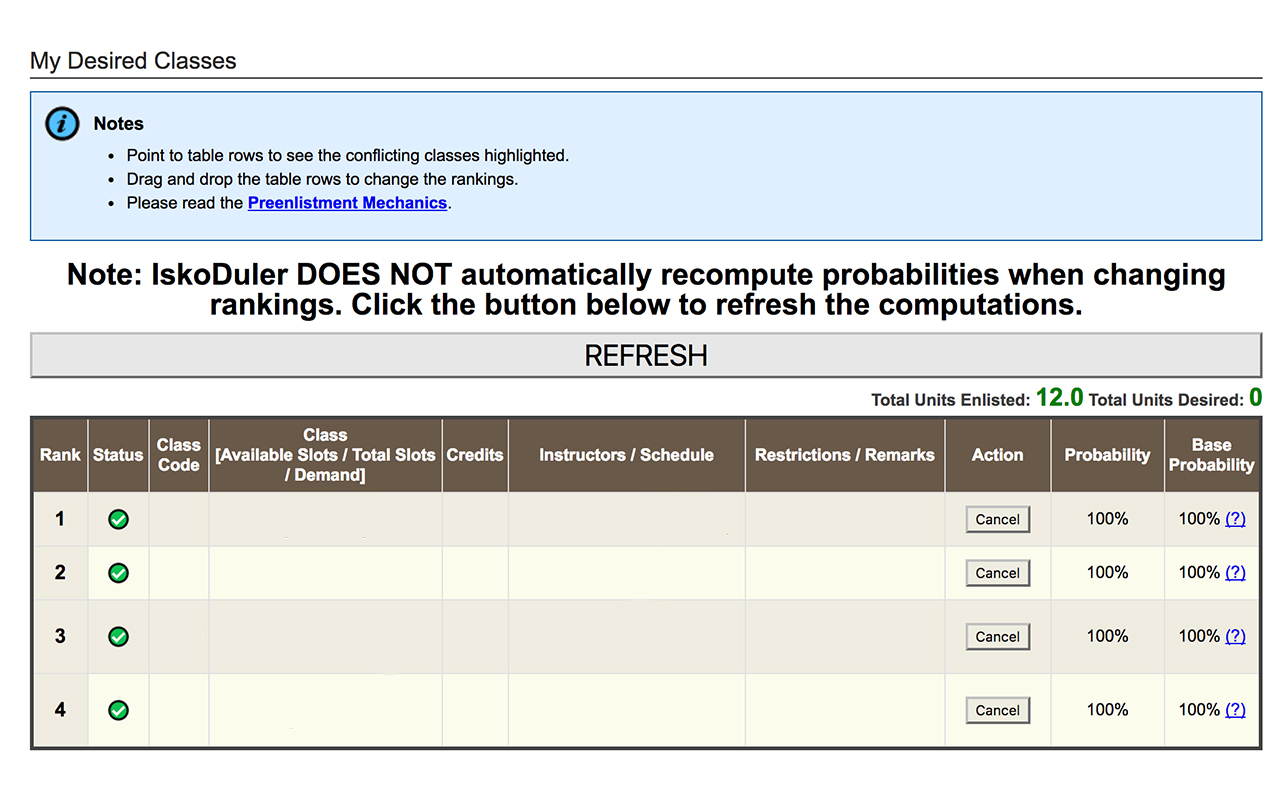 My Desired Classes
Notes
• Point to table rows to see the conflicting classes highlighted.
• Drag and drop the table rows to change the rankings.
• Please read the Preenlistment Mechanics.
Note: IskoDuler DOES NOT automatically recompute probabilities when changing
rankings. Click the button below to refresh the computations.
REFRESH
Total Units Enlisted: 12.0 Total Units Desired: 0
Rank Status Class Code Class [Available Slots / Total Slots / Demand] Credits Instructors / Schedule Restrictions / Remarks Action Probability Base Probability
1 Cancel 100% 100% (?)
2 Cancel 100% 100% (?)
3 Cancel 100% 100% (?)
4 Cancel 100% 100% (?)